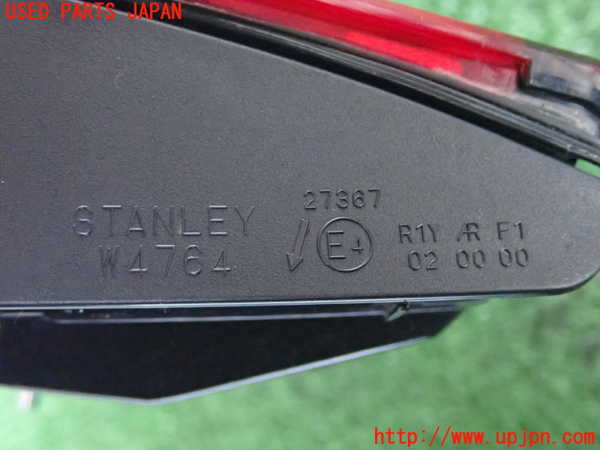 USED PARTS JAPAN
27367
STANLEY
W4764
E4
R1Y AR F1
02 00 00
http://www.upjpn.com/